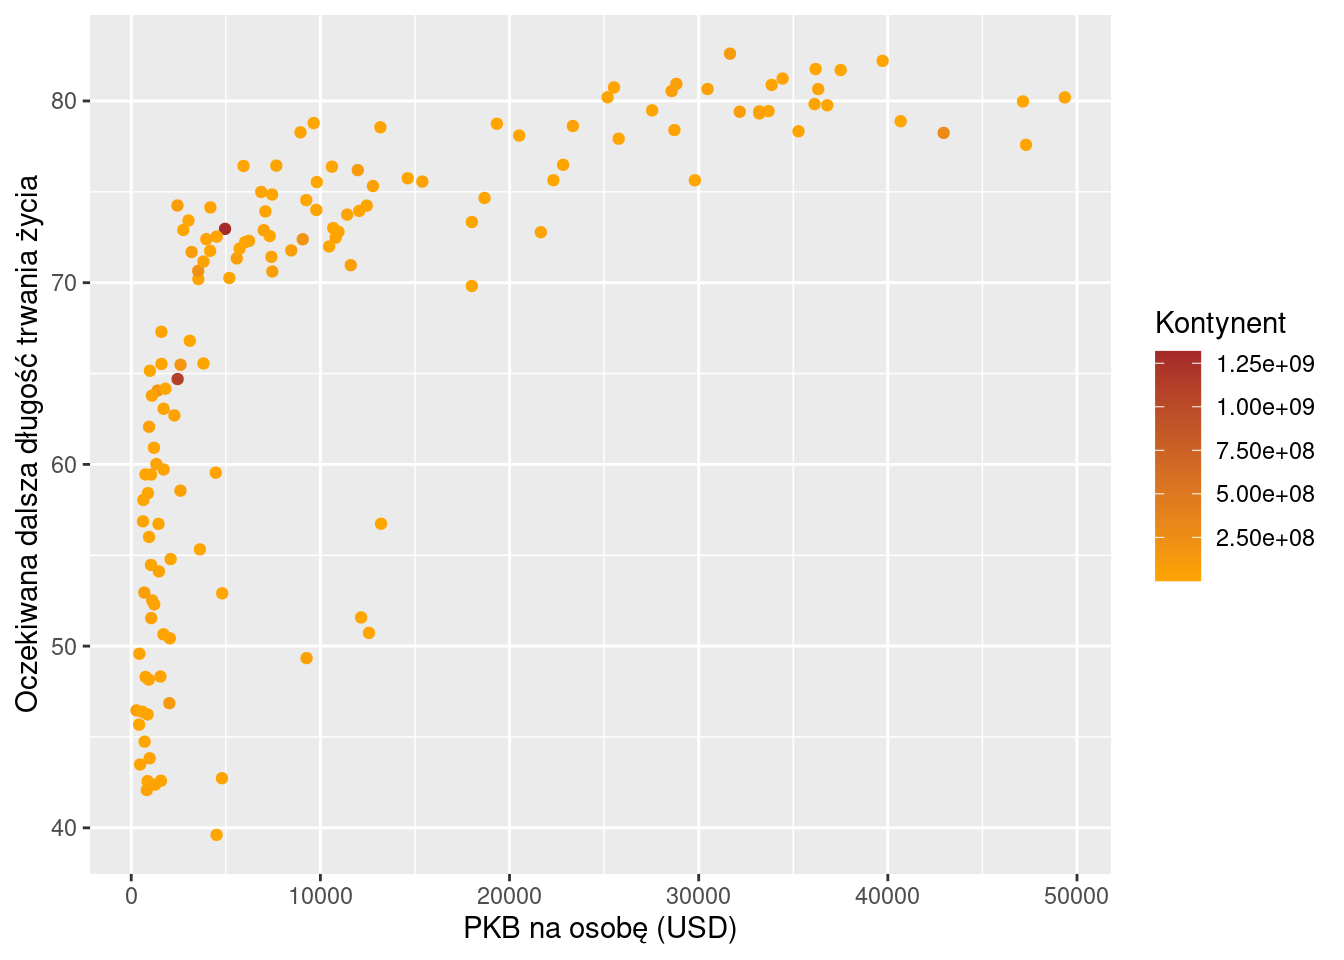 Oczekiwana dalsza długość trwania życia
80
70
60
50
40
0 10000 20000 30000 40000 50000
PKB na osobę (USD)
Kontynent
1.25e+09
1.00e+09
7.50e+08
5.00e+08
2.50e+08